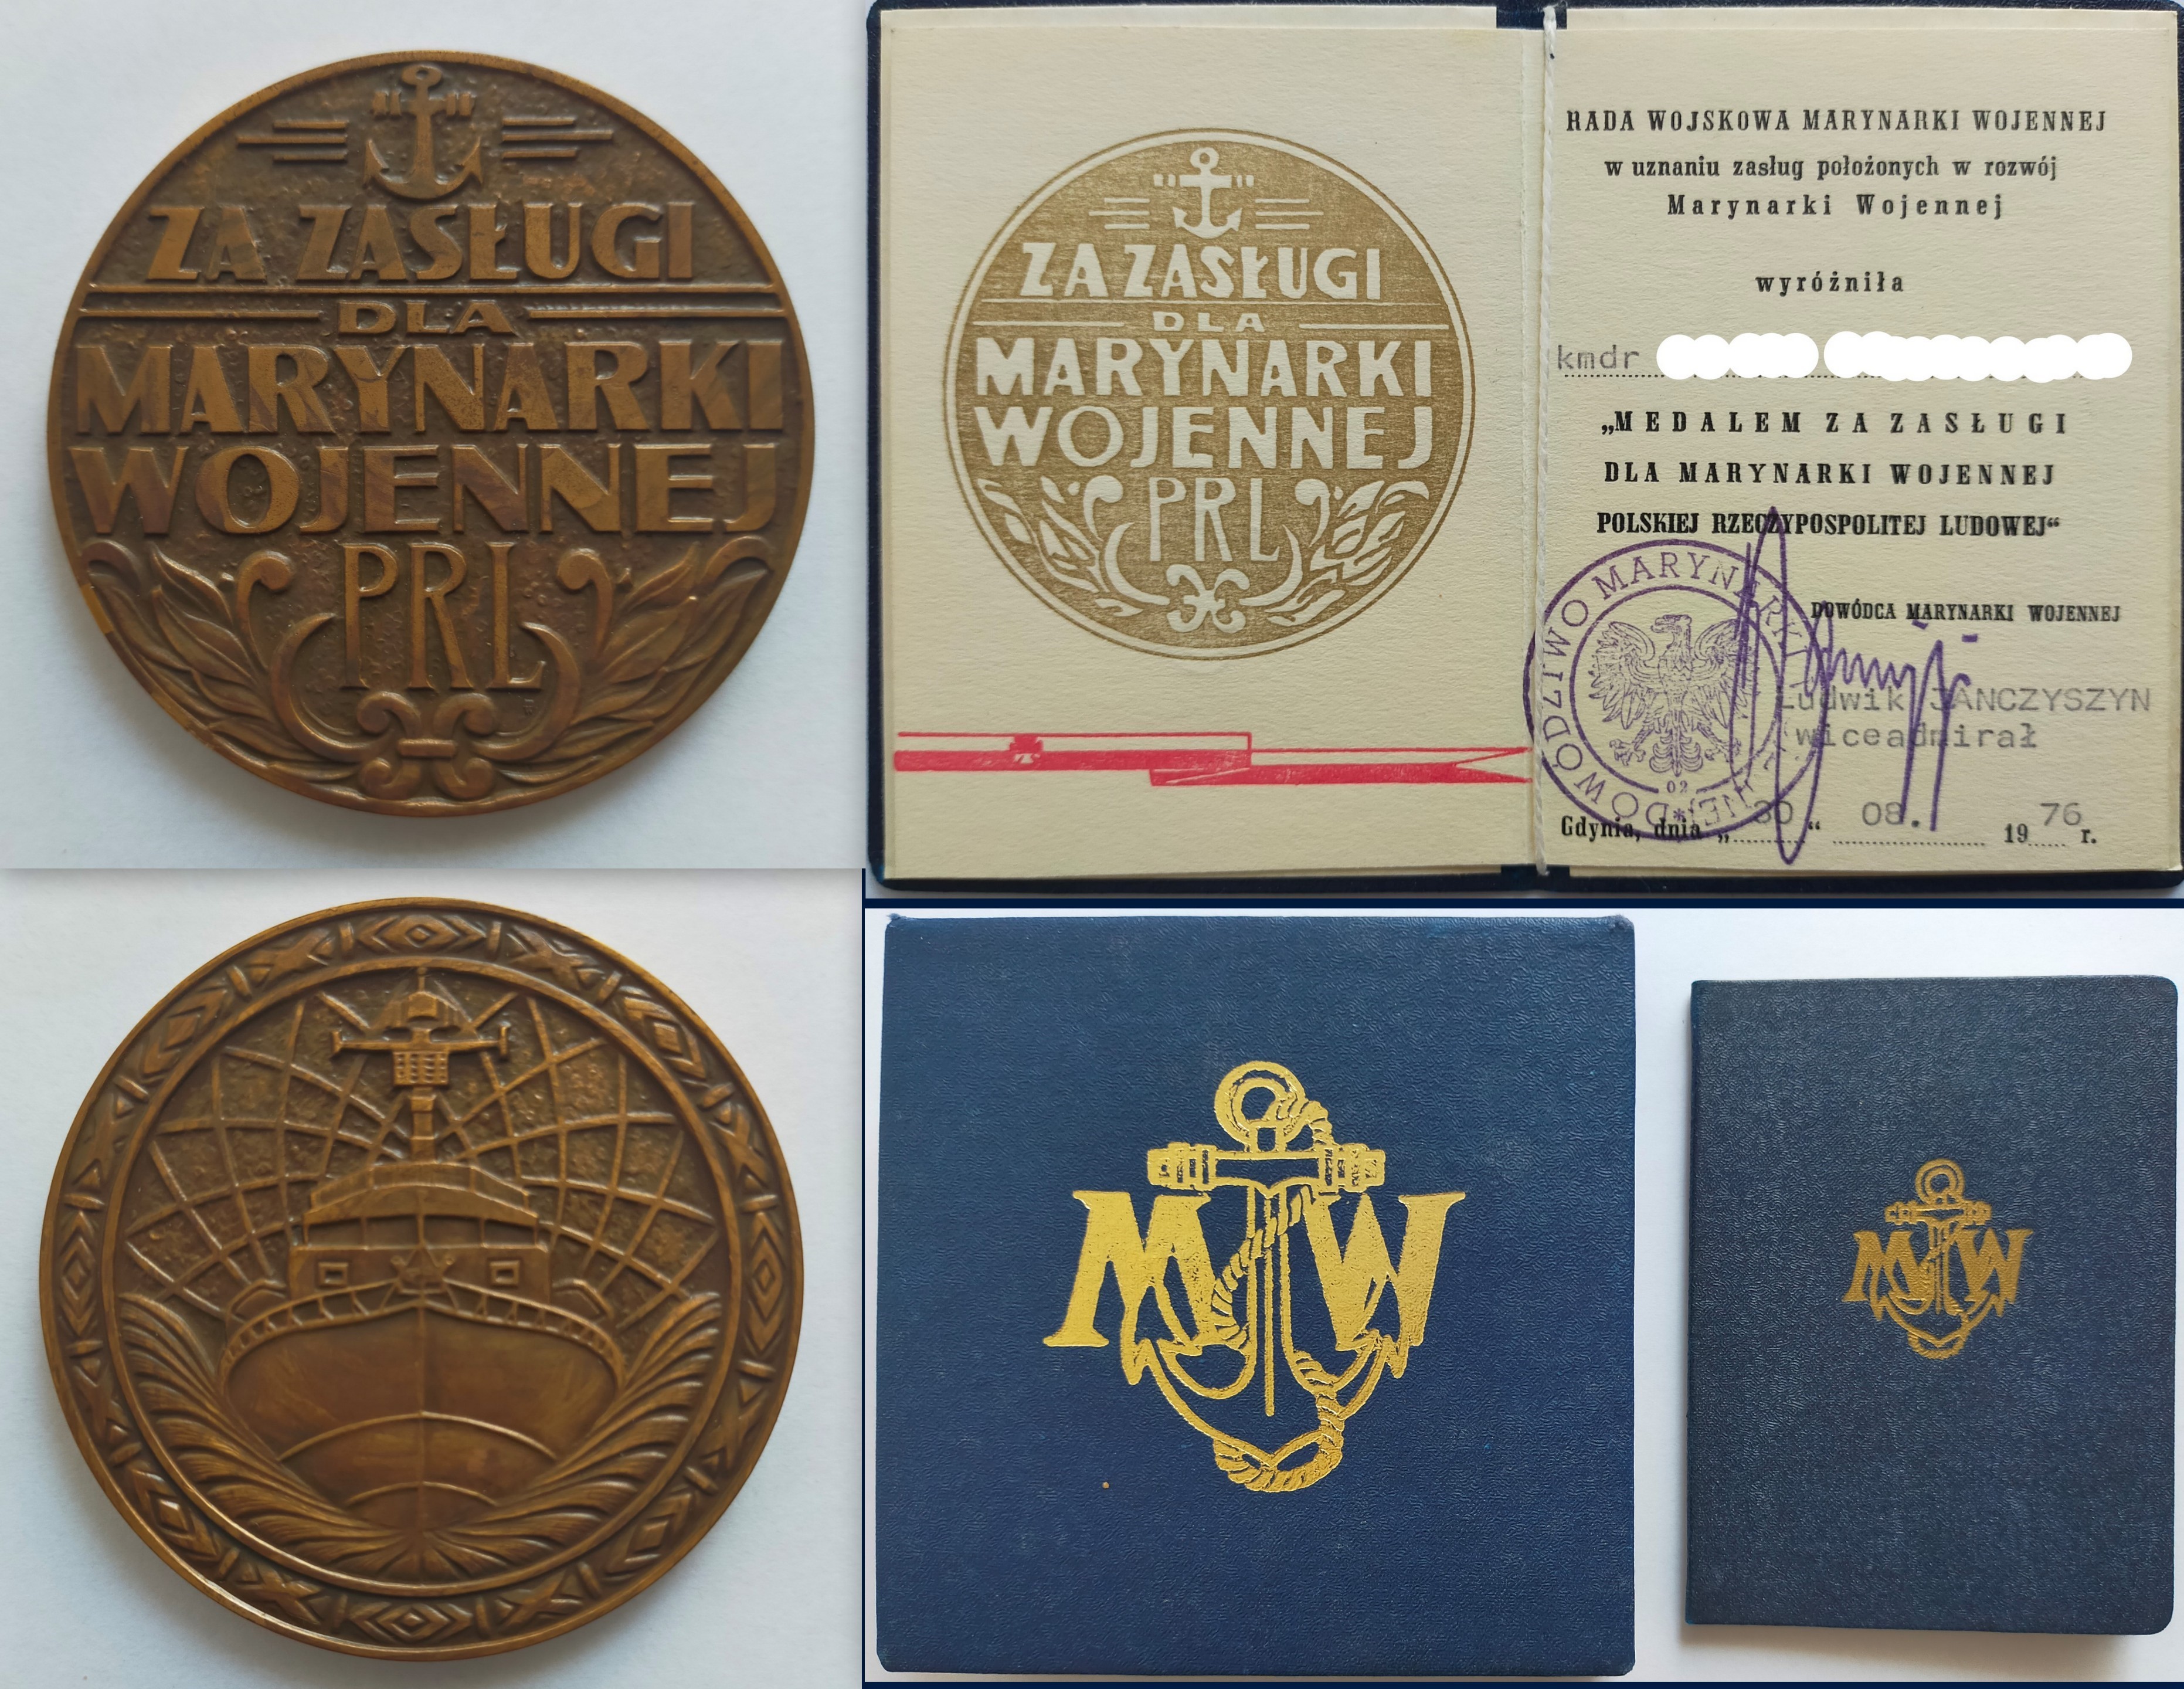 ZA ZASŁUGI
DLA
MARYNARKI
WOJENNEJ
PRL
ZA ZASŁUGI
DLA
MARYNARKI
WOJENNEJ
PRL
RADA WOJSKOWA MARYNARKI WOJENNEJ
w uznaniu zasług położonych w rozwój
Marynarki Wojennej
wyróżniła
kmdr
„MEDALEM ZA ZASŁUGI
DLA MARYNARKI WOJENNEJ
POLSKIEJ RZECZYPOSPOLITEJ LUDOWEJ“
DOWÓDCA MARYNARKI WOJENNEJ
Ludwik JANCZYSZYN
wiceadmirał
Gdynia, dnia „30“ 08. 1976 r.
DOWÓDZTWO MARYNARKI WOJENNEJ
02
MW
MW